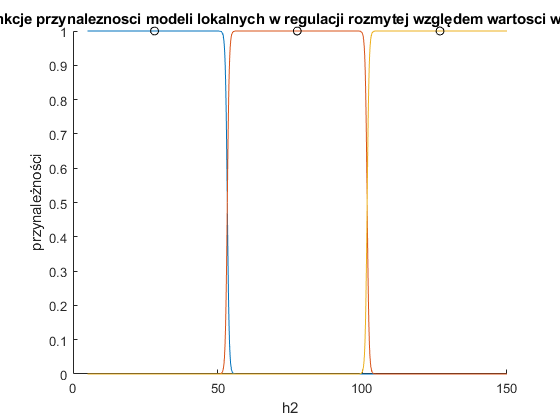 nkcje przynaleznosci modeli lokalnych w regulacji rozmytej względem wartosci w
1
0.9
0.8
0.7
0.6
0.5
0.4
0.3
0.2
0.1
0
przynależności
0 50 100 150
h2